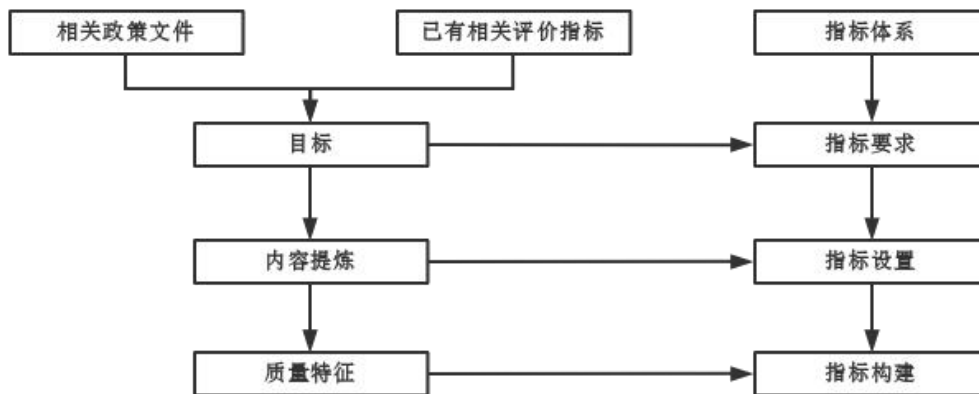 相关政策文件
已有相关评价指标
指标体系
目标
指标要求
内容提炼
指标设置
质量特征
指标构建